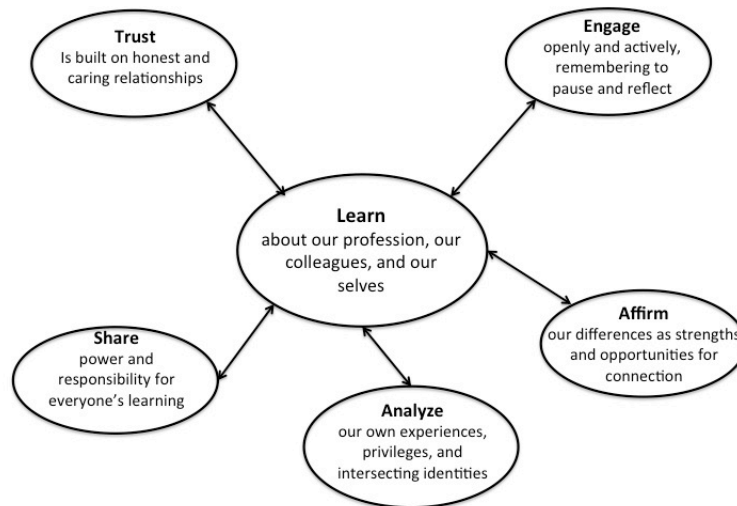 Trust
Is built on honest and
caring relationships
Engage
openly and actively,
remembering to
pause and reflect
Learn
about our profession, our
colleagues, and our
selves
Affirm
our differences as strengths
and opportunities for
connection
Share
power and
responsibility for
everyone's learning
Analyze
our own experiences,
privileges, and
intersecting identities